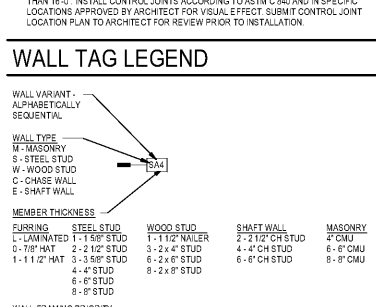 THAN 16'-0". INSTALL CONTROL JOINTS ACCORDING TO ASTM C 840 AND IN SPECIFIC
LOCATIONS APPROVED BY ARCHITECT FOR VISUAL EFFECT. SUBMIT CONTROL JOINT
LOCATION PLAN TO ARCHITECT FOR REVIEW PRIOR TO INSTALLATION.
WALL TAG LEGEND
WALL VARIANT -
ALPHABETICALLY
SEQUENTIAL
WALL TYPE
M - MASONRY
S - STEEL STUD
W - WOOD STUD
C - CHASE WALL
E - SHAFT WALL
SA4
MEMBER THICKNESS
FURRING STEEL STUD WOOD STUD SHAFT WALL MASONRY
L - LAMINATED 1 - 1 5/8" STUD 1 - 1 1/2" NAILER 2 - 2 1/2" CH STUD 4" CMU
0 - 7/8" HAT 2 - 2 1/2" STUD 3 - 2 x 4" STUD 4 - 4" CH STUD 6 - 6" CMU
1 - 1 1/2" HAT 3 - 3 5/8" STUD 6 - 2 x 6" STUD 6 - 6" CH STUD 8 - 8" CMU
4 - 4" STUD 8 - 2 x 8" STUD
6 - 6" STUD
8 - 8" STUD
WALL FRAMING PRIORITY